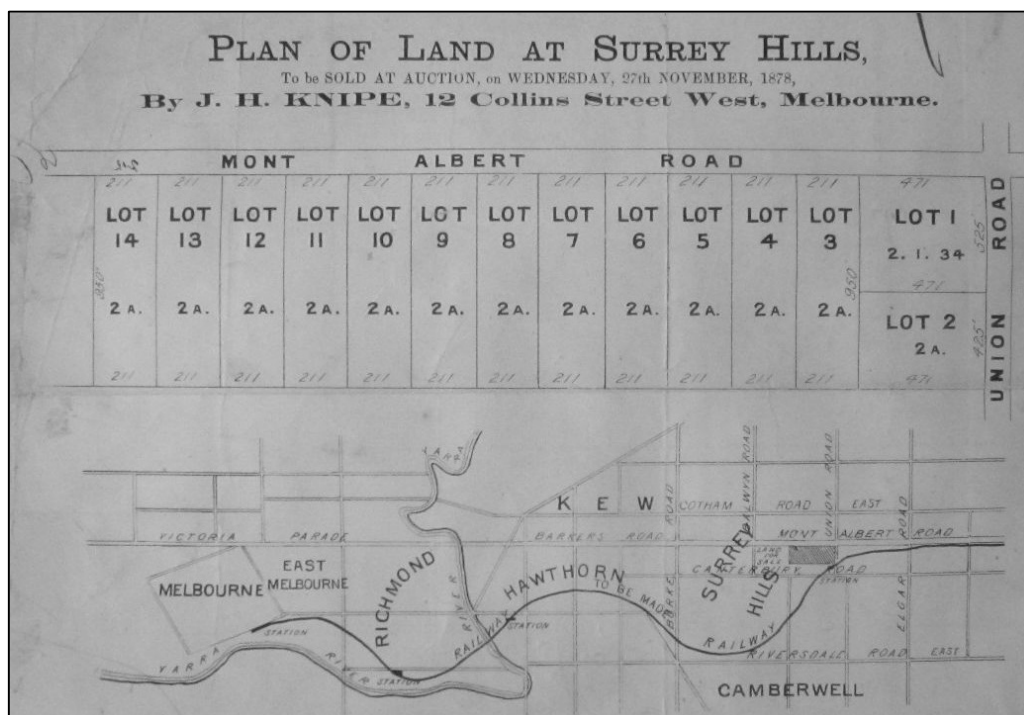 PLAN OF LAND AT SURREY HILLS,
To be SOLD AT AUCTION, on WEDNESDAY, 27th NOVEMBER, 1878,
By J. H. KNIPE, 12 Collins Street West, Melbourne.
MONT ALBERT ROAD
211 211 211 211 211 211 211 211 211 211 211 211 471
LOT 14 LOT 13 LOT 12 LOT 11 LOT 10 LOT 9 LOT 8 LOT 7 LOT 6 LOT 5 LOT 4 LOT 3 LOT 1
2. 1. 34
525
UNION ROAD
950 950 471
2 A. 2 A. 2 A. 2 A. 2 A. 2 A. 2 A. 2 A. 2 A. 2 A. 2 A. 2 A. LOT 2
2 A.
425
211 211 211 211 211 211 211 211 211 211 211 211 471
YARRA
KEW
COTHAM ROAD EAST
BALWYN ROAD
UNION ROAD
VICTORIA PARADE
BARKERS ROAD
MONT ALBERT ROAD
LAND FOR SALE
CANTERBURY ROAD
STATION
MELBOURNE
EAST MELBOURNE
RICHMOND
RIVER
HAWTHORN
TO BE MADE
BURKE ROAD
SURREY HILLS
ELGAR ROAD
STATION
RAILWAY
STATION
RAILWAY
RIVERSDALE ROAD EAST
YARRA RIVER
STATION
CAMBERWELL